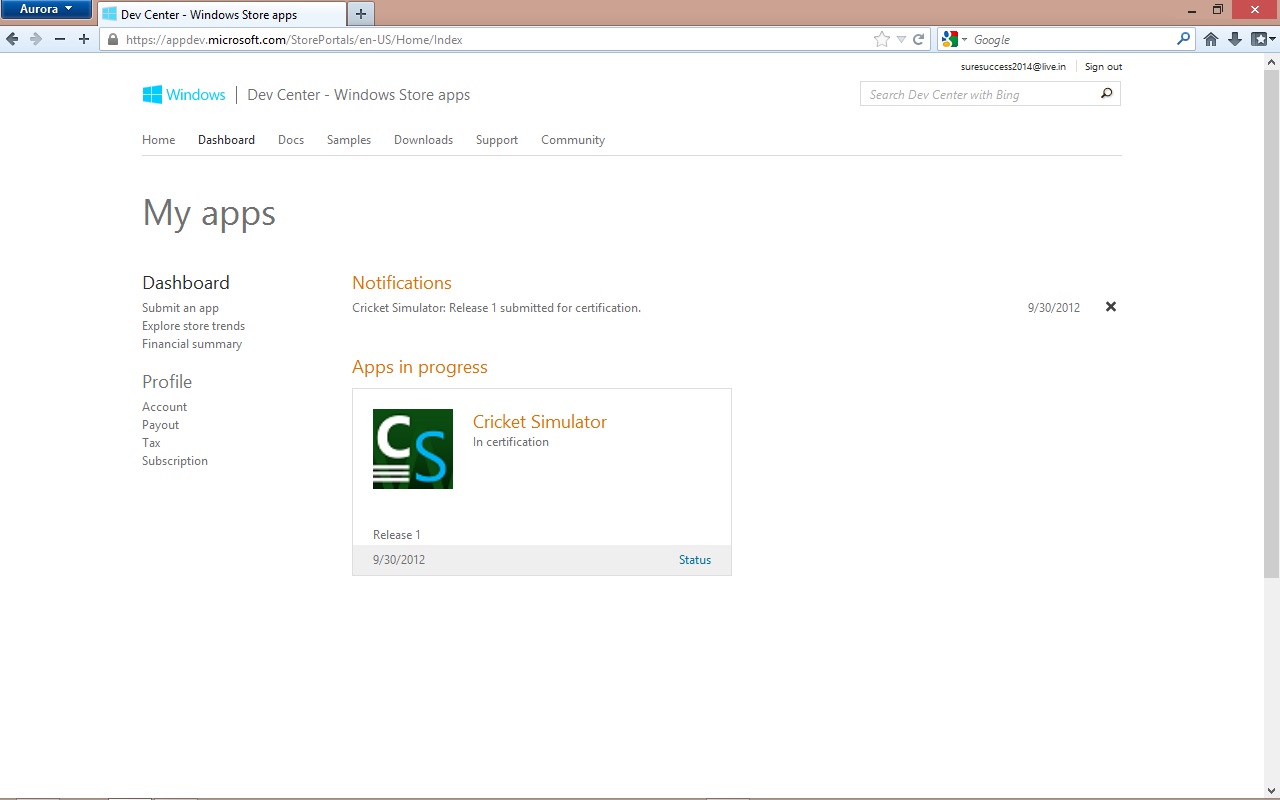 Aurora
Dev Center - Windows Store apps
https://appdev.microsoft.com/StorePortals/en-US/Home/Index
Google
suresuccess2014@live.in
Sign out
Windows
Dev Center - Windows Store apps
Search Dev Center with Bing
Home Dashboard Docs Samples Downloads Support Community
My apps
Dashboard
Submit an app
Explore store trends
Financial summary
Profile
Account
Payout
Tax
Subscription
Notifications
Cricket Simulator: Release 1 submitted for certification. 9/30/2012
Apps in progress
CS
Cricket Simulator
In certification
Release 1
9/30/2012 Status